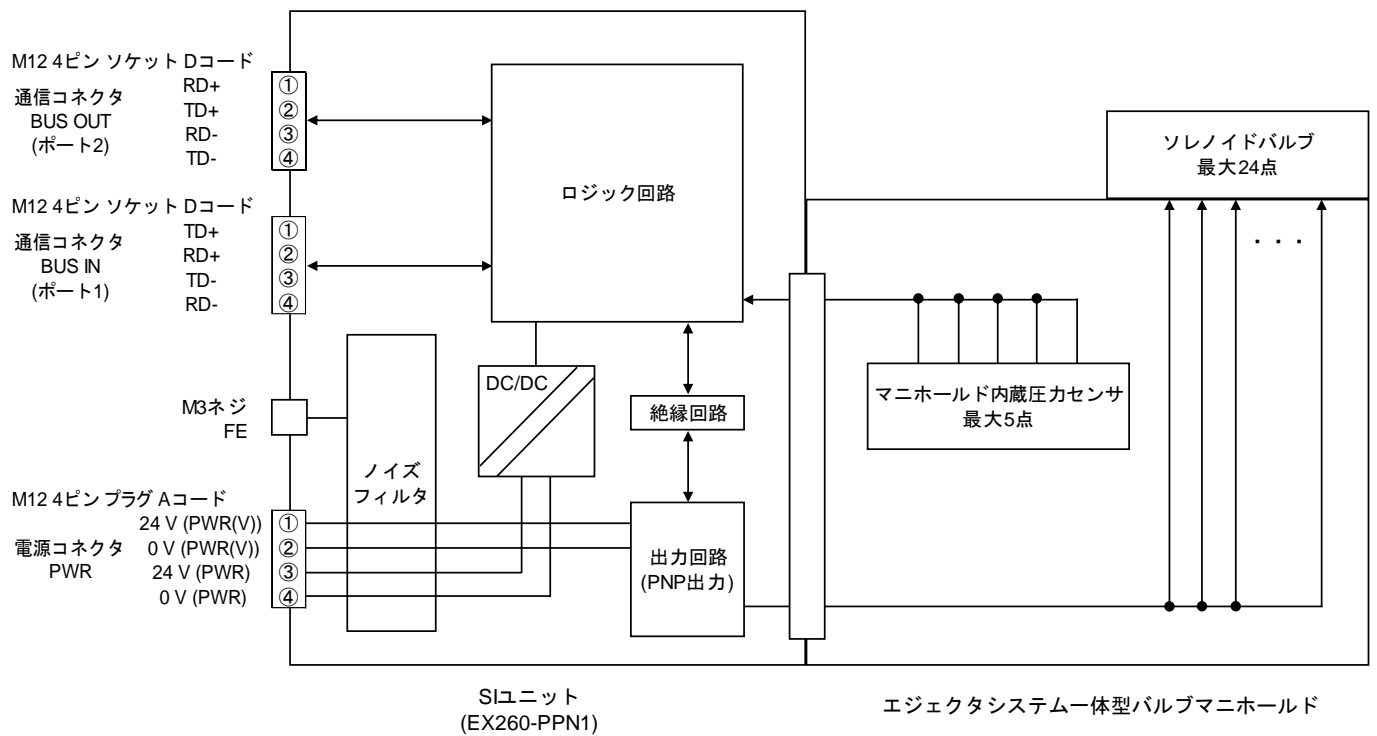 M12 4ピン ソケット Dコード
通信コネクタ
BUS OUT
(ポート2)
RD+
TD+
RD-
TD-
①
②
③
④
M12 4ピン ソケット Dコード
通信コネクタ
BUS IN
(ポート1)
TD+
RD+
TD-
RD-
①
②
③
④
M3ネジ
FE
M12 4ピン プラグ Aコード
電源コネクタ
PWR
24 V (PWR(V))
0 V (PWR(V))
24 V (PWR)
0 V (PWR)
①
②
③
④
ノイズ
フィルタ
ロジック回路
DC/DC
絶縁回路
出力回路
(PNP出力)
ソレノイドバルブ
最大24点
・・・
マニホールド内蔵圧力センサ
最大5点
SIユニット
(EX260-PPN1)
エジェクタシステム一体型バルブマニホールド